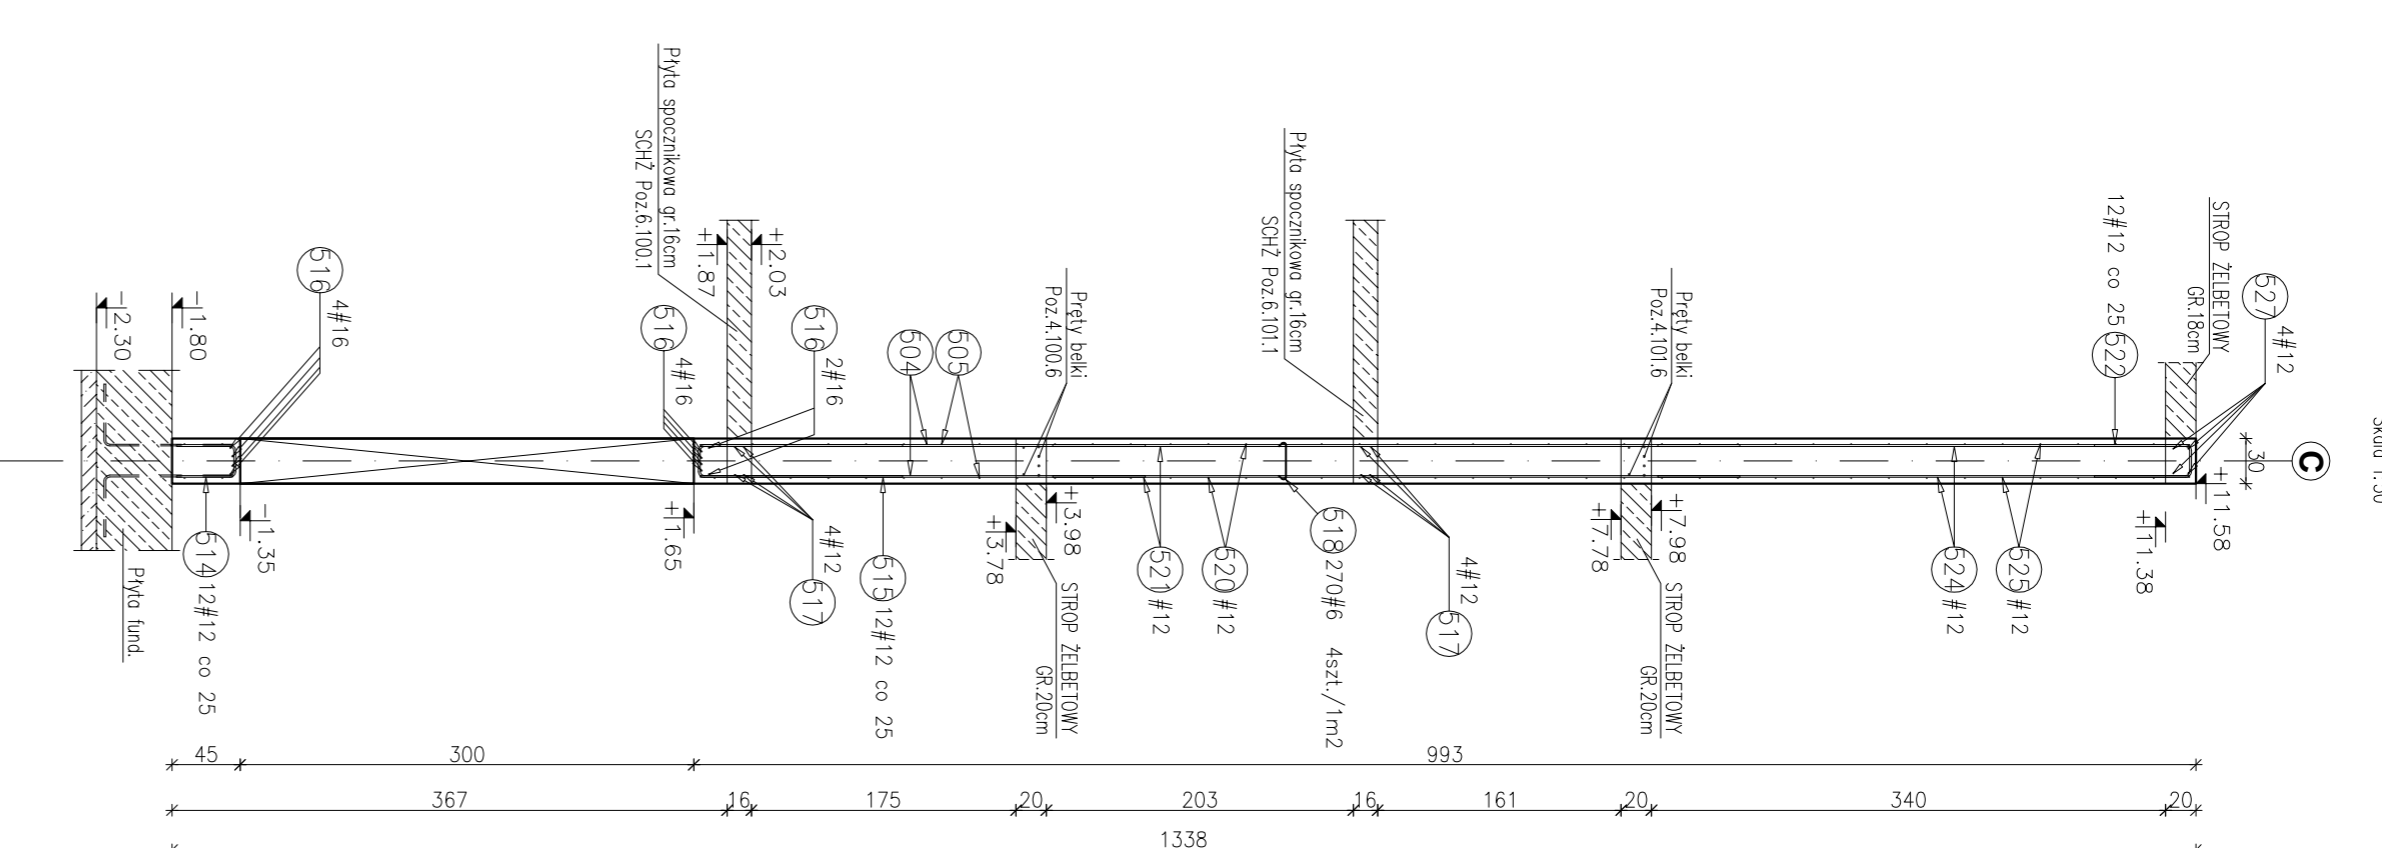 Płyta spocznikowa gr.16cm
SCHŻ Poz.6.100.1
Płyta spocznikowa gr.16cm
SCHŻ Poz.6.101.1
STROP ŻELBETOWY
GR.18cm
12#12 co 25
522
527
4#12
C
30
+11.58
+11.38
516
4#16
-2.30
-1.80
+1.87
+2.03
516
4#16
516
2#16
504
505
Pręty belki
Poz.4.100.6
Pręty belki
Poz.4.101.6
Płyta fund.
514
12#12 co 25
-1.35
+1.65
4#12
517
515
12#12 co 25
+3.78
+3.98
STROP ŻELBETOWY
GR.20cm
521
#12
520
#12
518
270#6 4szt./1m2
4#12
517
+7.78
+7.98
STROP ŻELBETOWY
GR.20cm
524
#12
525
#12
45
300
993
367
16
175
20
203
16
161
20
340
20
1338